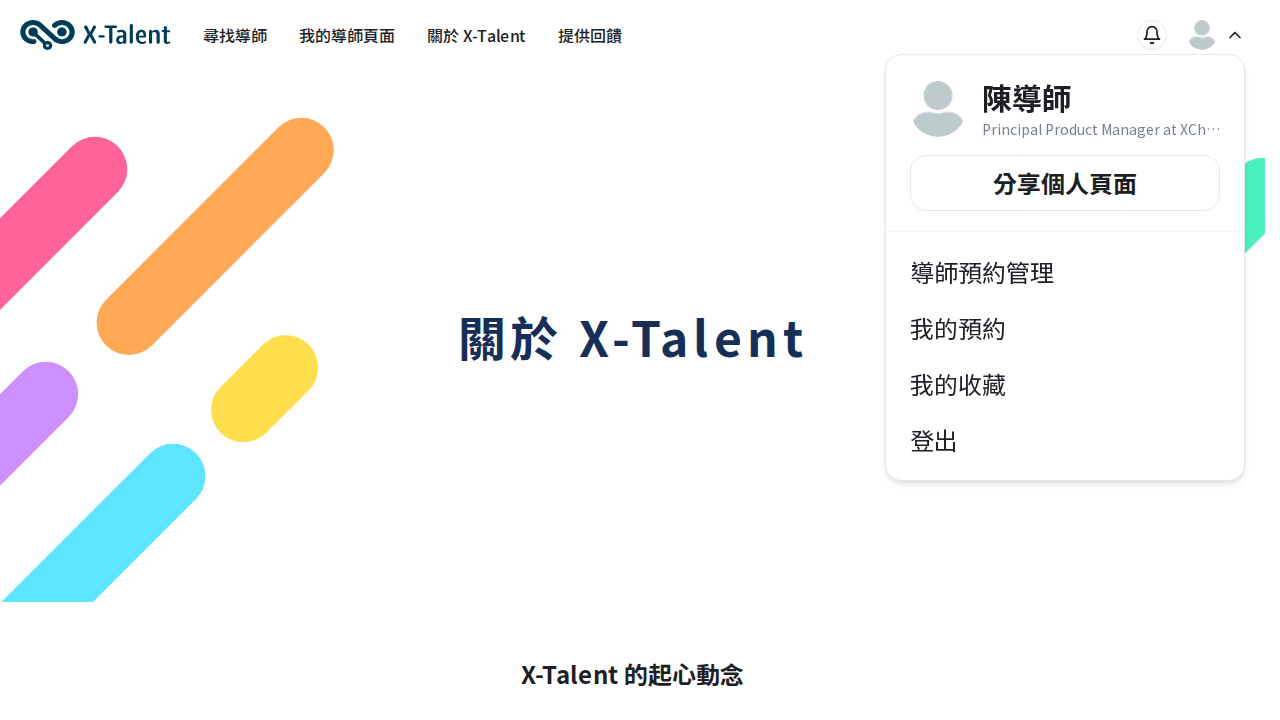 X-Talent 尋找導師 我的導師頁面 關於 X-Talent 提供回饋
陳導師
Principal Product Manager at XCh…
分享個人頁面
導師預約管理
我的預約
我的收藏
登出
關於 X-Talent
X-Talent 的起心動念